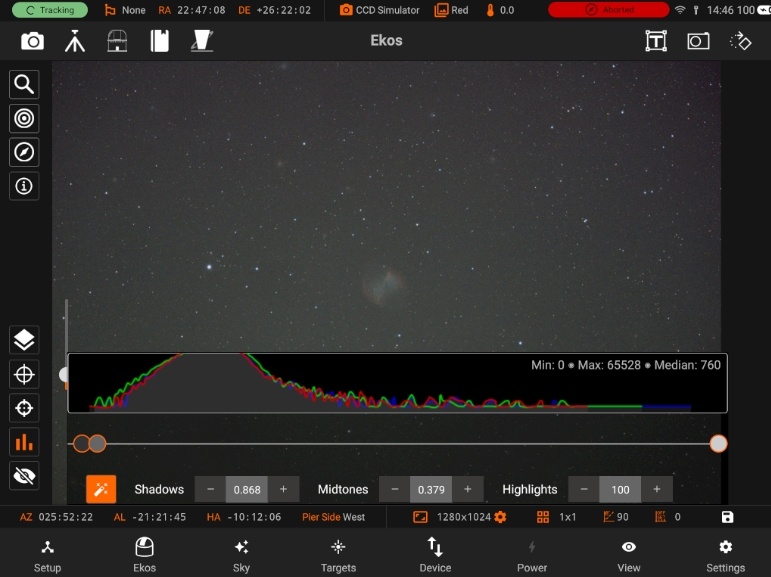 Tracking None RA 22:47:08 DE +26:22:02 CCD Simulator Red 0.0 Aborted 14:46 100
Ekos
Min: 0 ● Max: 65528 ● Median: 760
Shadows − 0.868 + Midtones − 0.379 + Highlights − 100 +
AZ 025:52:22 AL -21:21:45 HA -10:12:06 Pier Side West 1280x1024 1x1 90 0
Setup Ekos Sky Targets Device Power View Settings